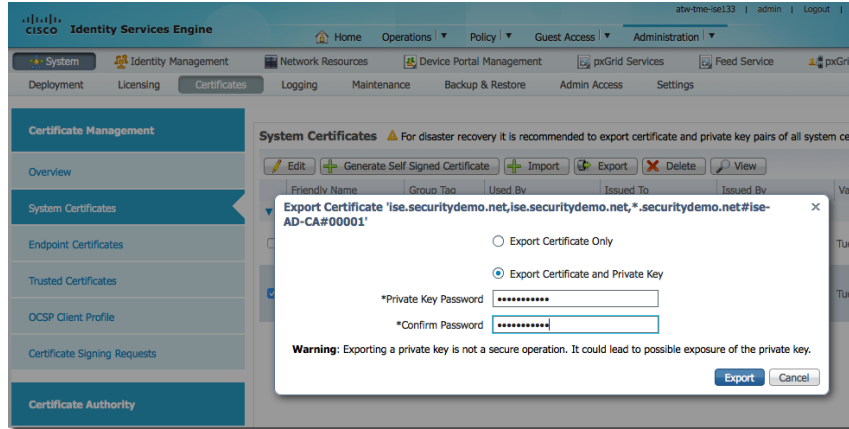 atw-tme-ise133 | admin | Logout |
CISCO Identity Services Engine
Home Operations Policy Guest Access Administration
System Identity Management Network Resources Device Portal Management pxGrid Services Feed Service pxGri
Deployment Licensing Certificates Logging Maintenance Backup & Restore Admin Access Settings
Certificate Management
Overview
System Certificates
Endpoint Certificates
Trusted Certificates
OCSP Client Profile
Certificate Signing Requests
Certificate Authority
System Certificates For disaster recovery it is recommended to export certificate and private key pairs of all system ce
Edit Generate Self Signed Certificate Import Export Delete View
Friendly Name Group Tag Used By Issued To Issued By Va
Tue
Tue
Export Certificate 'ise.securitydemo.net,ise.securitydemo.net,*.securitydemo.net#ise-
AD-CA#00001'
Export Certificate Only
Export Certificate and Private Key
*Private Key Password
*Confirm Password
Warning: Exporting a private key is not a secure operation. It could lead to possible exposure of the private key.
Export Cancel